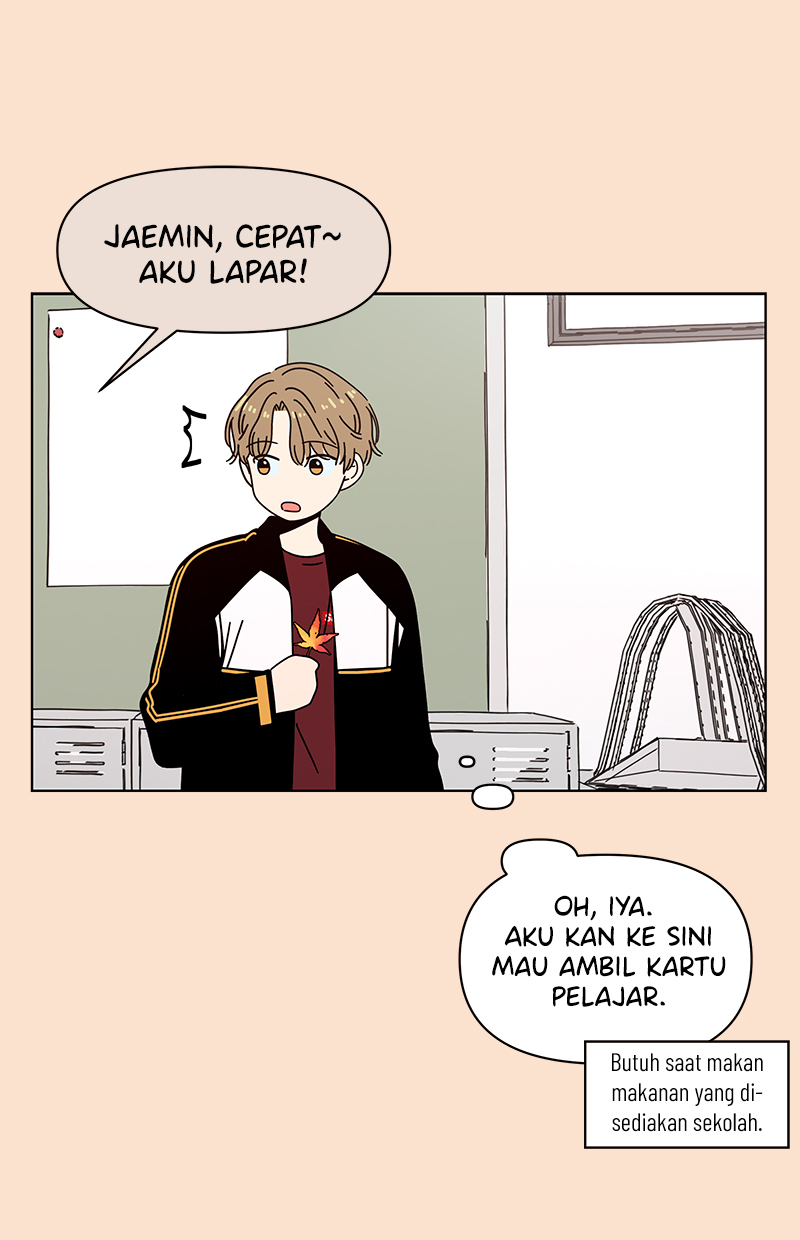 JAEMIN, CEPAT~
AKU LAPAR!
OH, IYA.
AKU KAN KE SINI
MAU AMBIL KARTU
PELAJAR.
Butuh saat makan
makanan yang di-
sediakan sekolah.